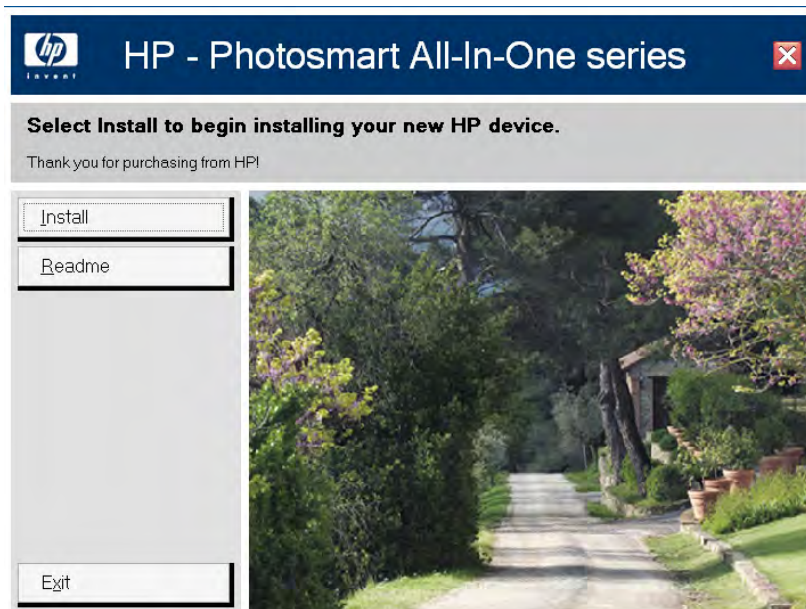 hp
invent
HP - Photosmart All-In-One series
Select Install to begin installing your new HP device.
Thank you for purchasing from HP!
Install
Readme
Exit